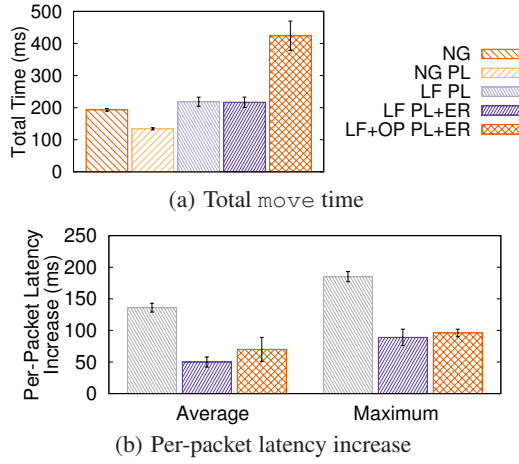 500
400
300
200
100
0
Total Time (ms)
NG
NG PL
LF PL
LF PL+ER
LF+OP PL+ER
(a) Total move time
250
200
150
100
50
0
Per-Packet Latency
Increase (ms)
Average Maximum
(b) Per-packet latency increase